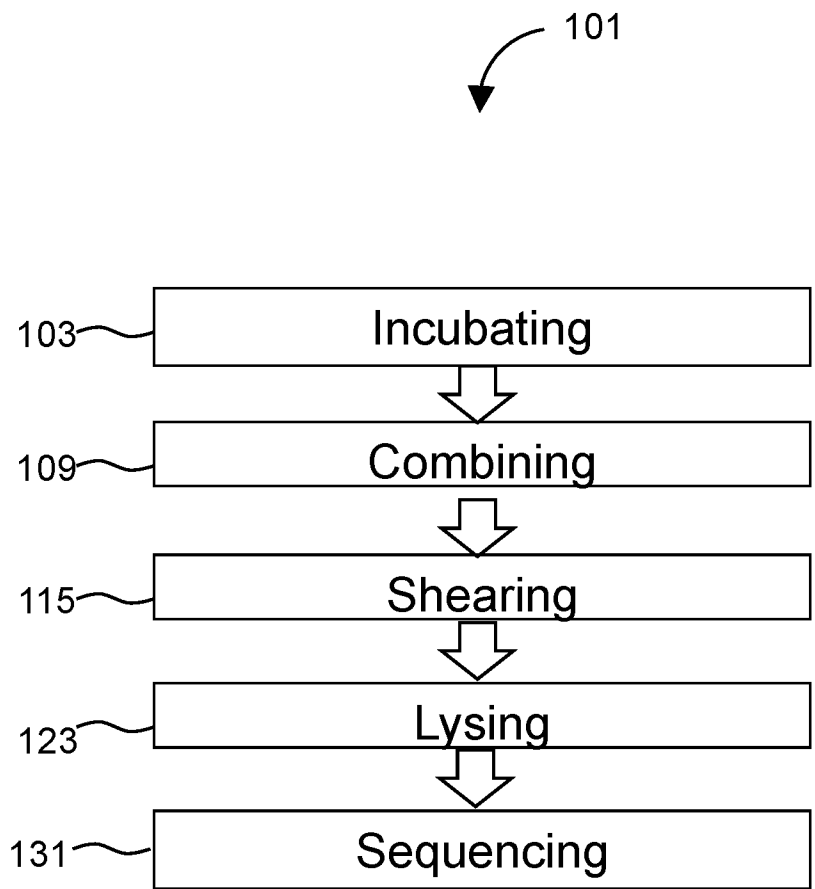 101
103 Incubating
109 Combining
115 Shearing
123 Lysing
131 Sequencing